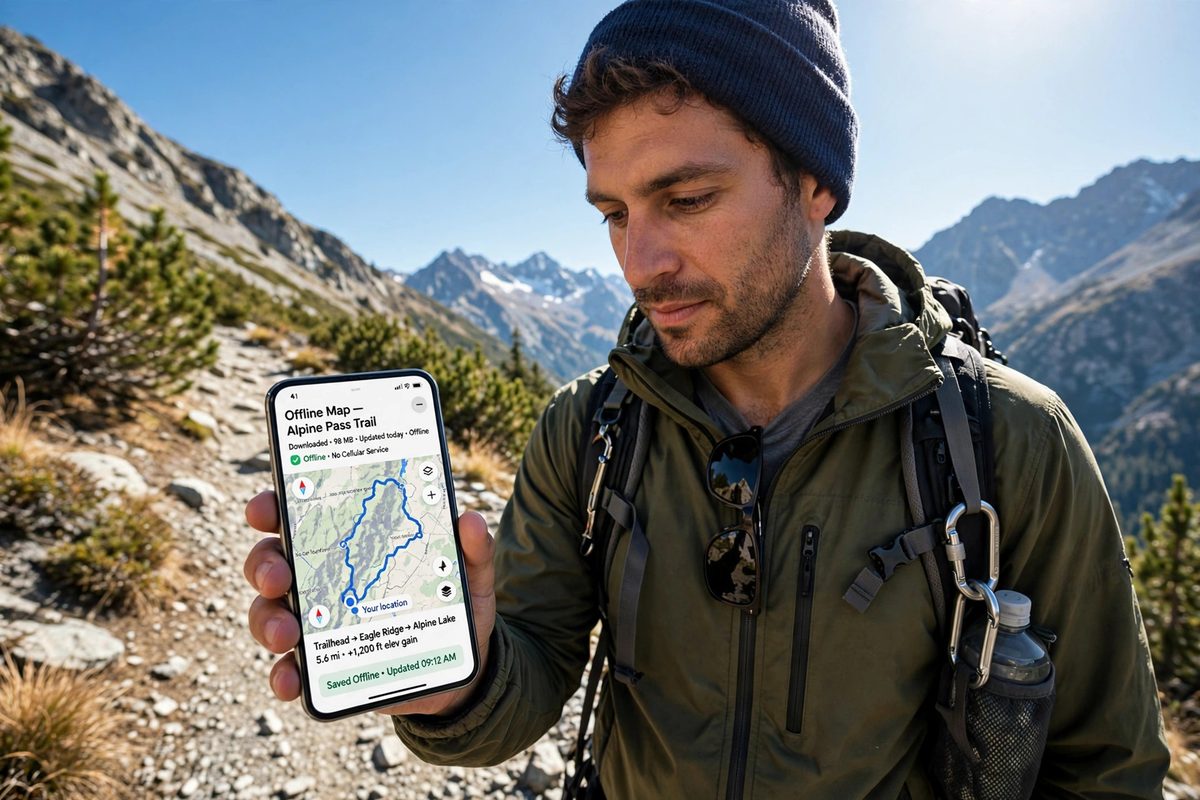 41
Offline Map —
Alpine Pass Trail
Downloaded • 98 MB • Updated today • Offline
Offline • No Cellular Service
Your location
Trailhead → Eagle Ridge → Alpine Lake
5.6 mi • +1,200 ft elev gain
Saved Offline • Updated 09:12 AM